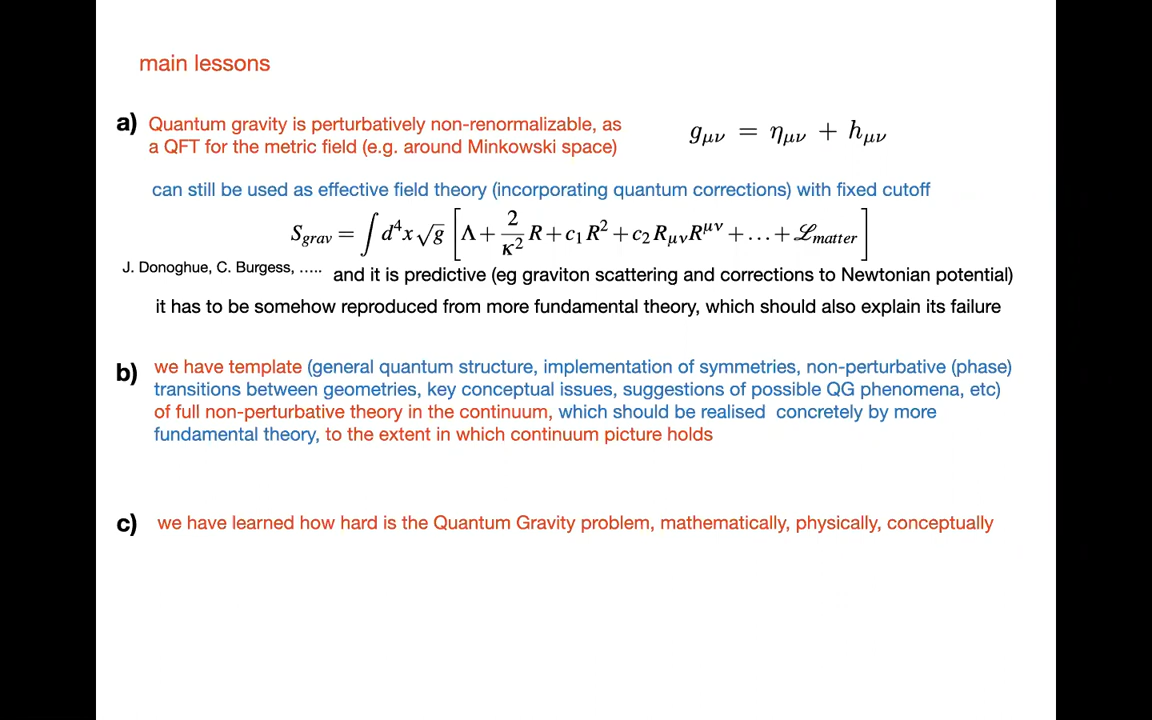 main lessons
a) Quantum gravity is perturbatively non-renormalizable, as
a QFT for the metric field (e.g. around Minkowski space)
g_{μν} = η_{μν} + h_{μν}
can still be used as effective field theory (incorporating quantum corrections) with fixed cutoff
S_{grav} = ∫ d⁴x √g [ Λ + 2/κ² R + c₁ R² + c₂ R_{μν} R^{μν} + … + ℒ_{matter} ]
J. Donoghue, C. Burgess, ..... and it is predictive (eg graviton scattering and corrections to Newtonian potential)
it has to be somehow reproduced from more fundamental theory, which should also explain its failure
b) we have template (general quantum structure, implementation of symmetries, non-perturbative (phase)
transitions between geometries, key conceptual issues, suggestions of possible QG phenomena, etc)
of full non-perturbative theory in the continuum, which should be realised concretely by more
fundamental theory, to the extent in which continuum picture holds
c) we have learned how hard is the Quantum Gravity problem, mathematically, physically, conceptually